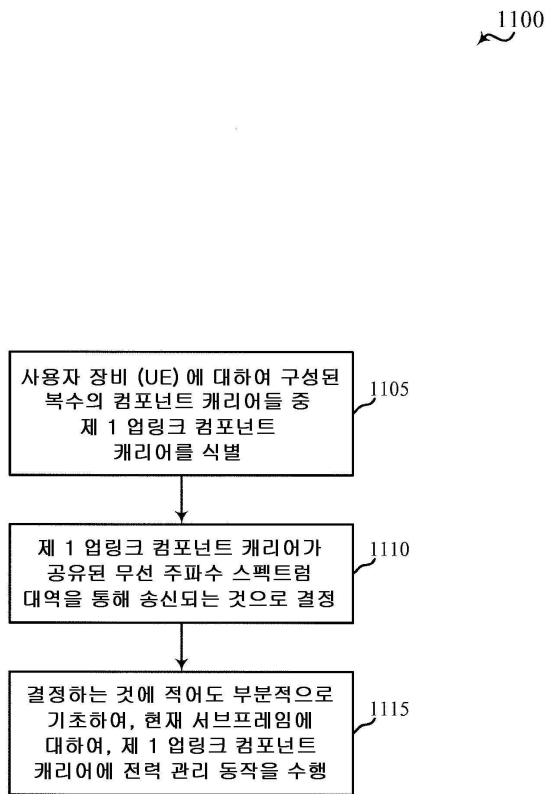 1100
사용자 장비 (UE) 에 대하여 구성된
복수의 컴포넌트 캐리어들 중
제 1 업링크 컴포넌트
캐리어를 식별
1105
제 1 업링크 컴포넌트 캐리어가
공유된 무선 주파수 스펙트럼
대역을 통해 송신되는 것으로 결정
1110
결정하는 것에 적어도 부분적으로
기초하여, 현재 서브프레임에
대하여, 제 1 업링크 컴포넌트
캐리어에 전력 관리 동작을 수행
1115